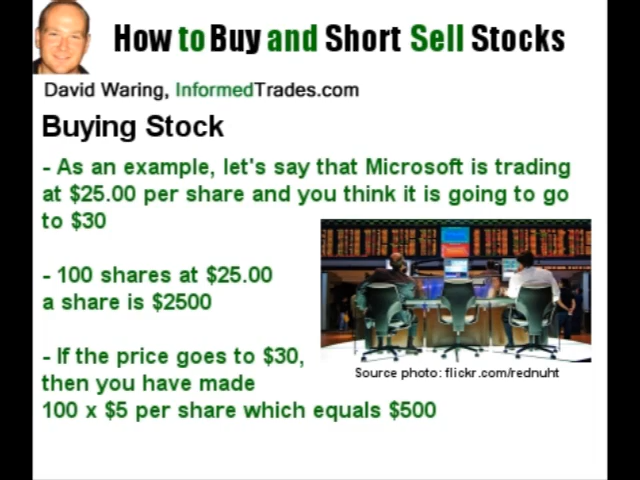 How to Buy and Short Sell Stocks
David Waring, InformedTrades.com
Buying Stock
- As an example, let's say that Microsoft is trading
at $25.00 per share and you think it is going to go
to $30
- 100 shares at $25.00
a share is $2500
- If the price goes to $30,
then you have made
100 x $5 per share which equals $500
Source photo: flickr.com/rednuht